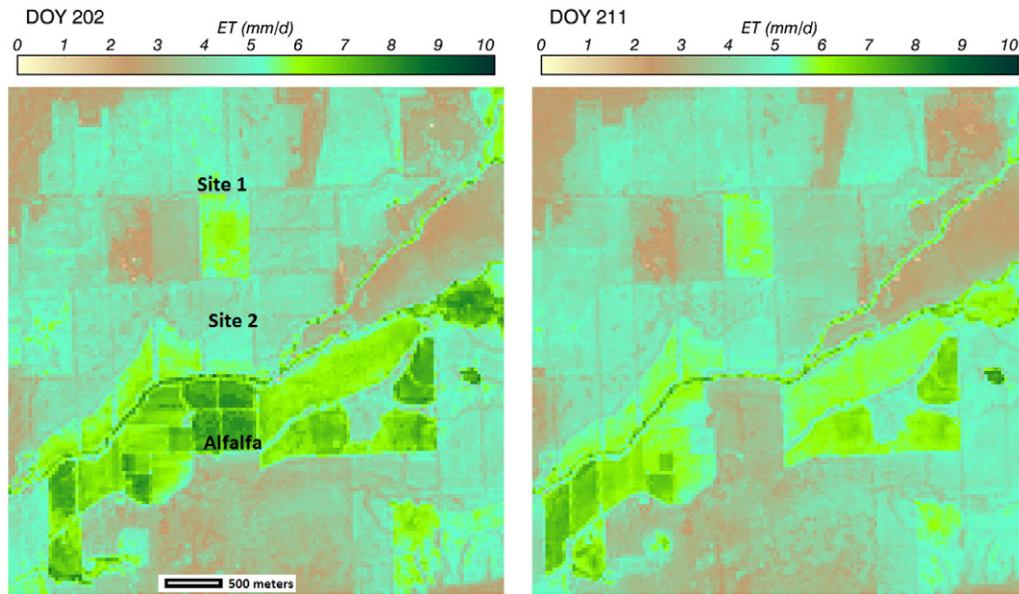 DOY 202
ET (mm/d)
0 1 2 3 4 5 6 7 8 9 10
DOY 211
ET (mm/d)
0 1 2 3 4 5 6 7 8 9 10
Site 1
Site 2
Alfalfa
500 meters